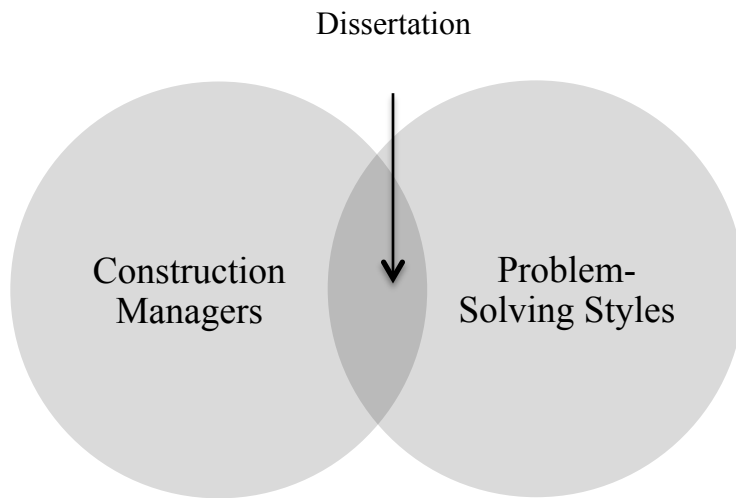 Dissertation
Construction
Managers
Problem-
Solving Styles